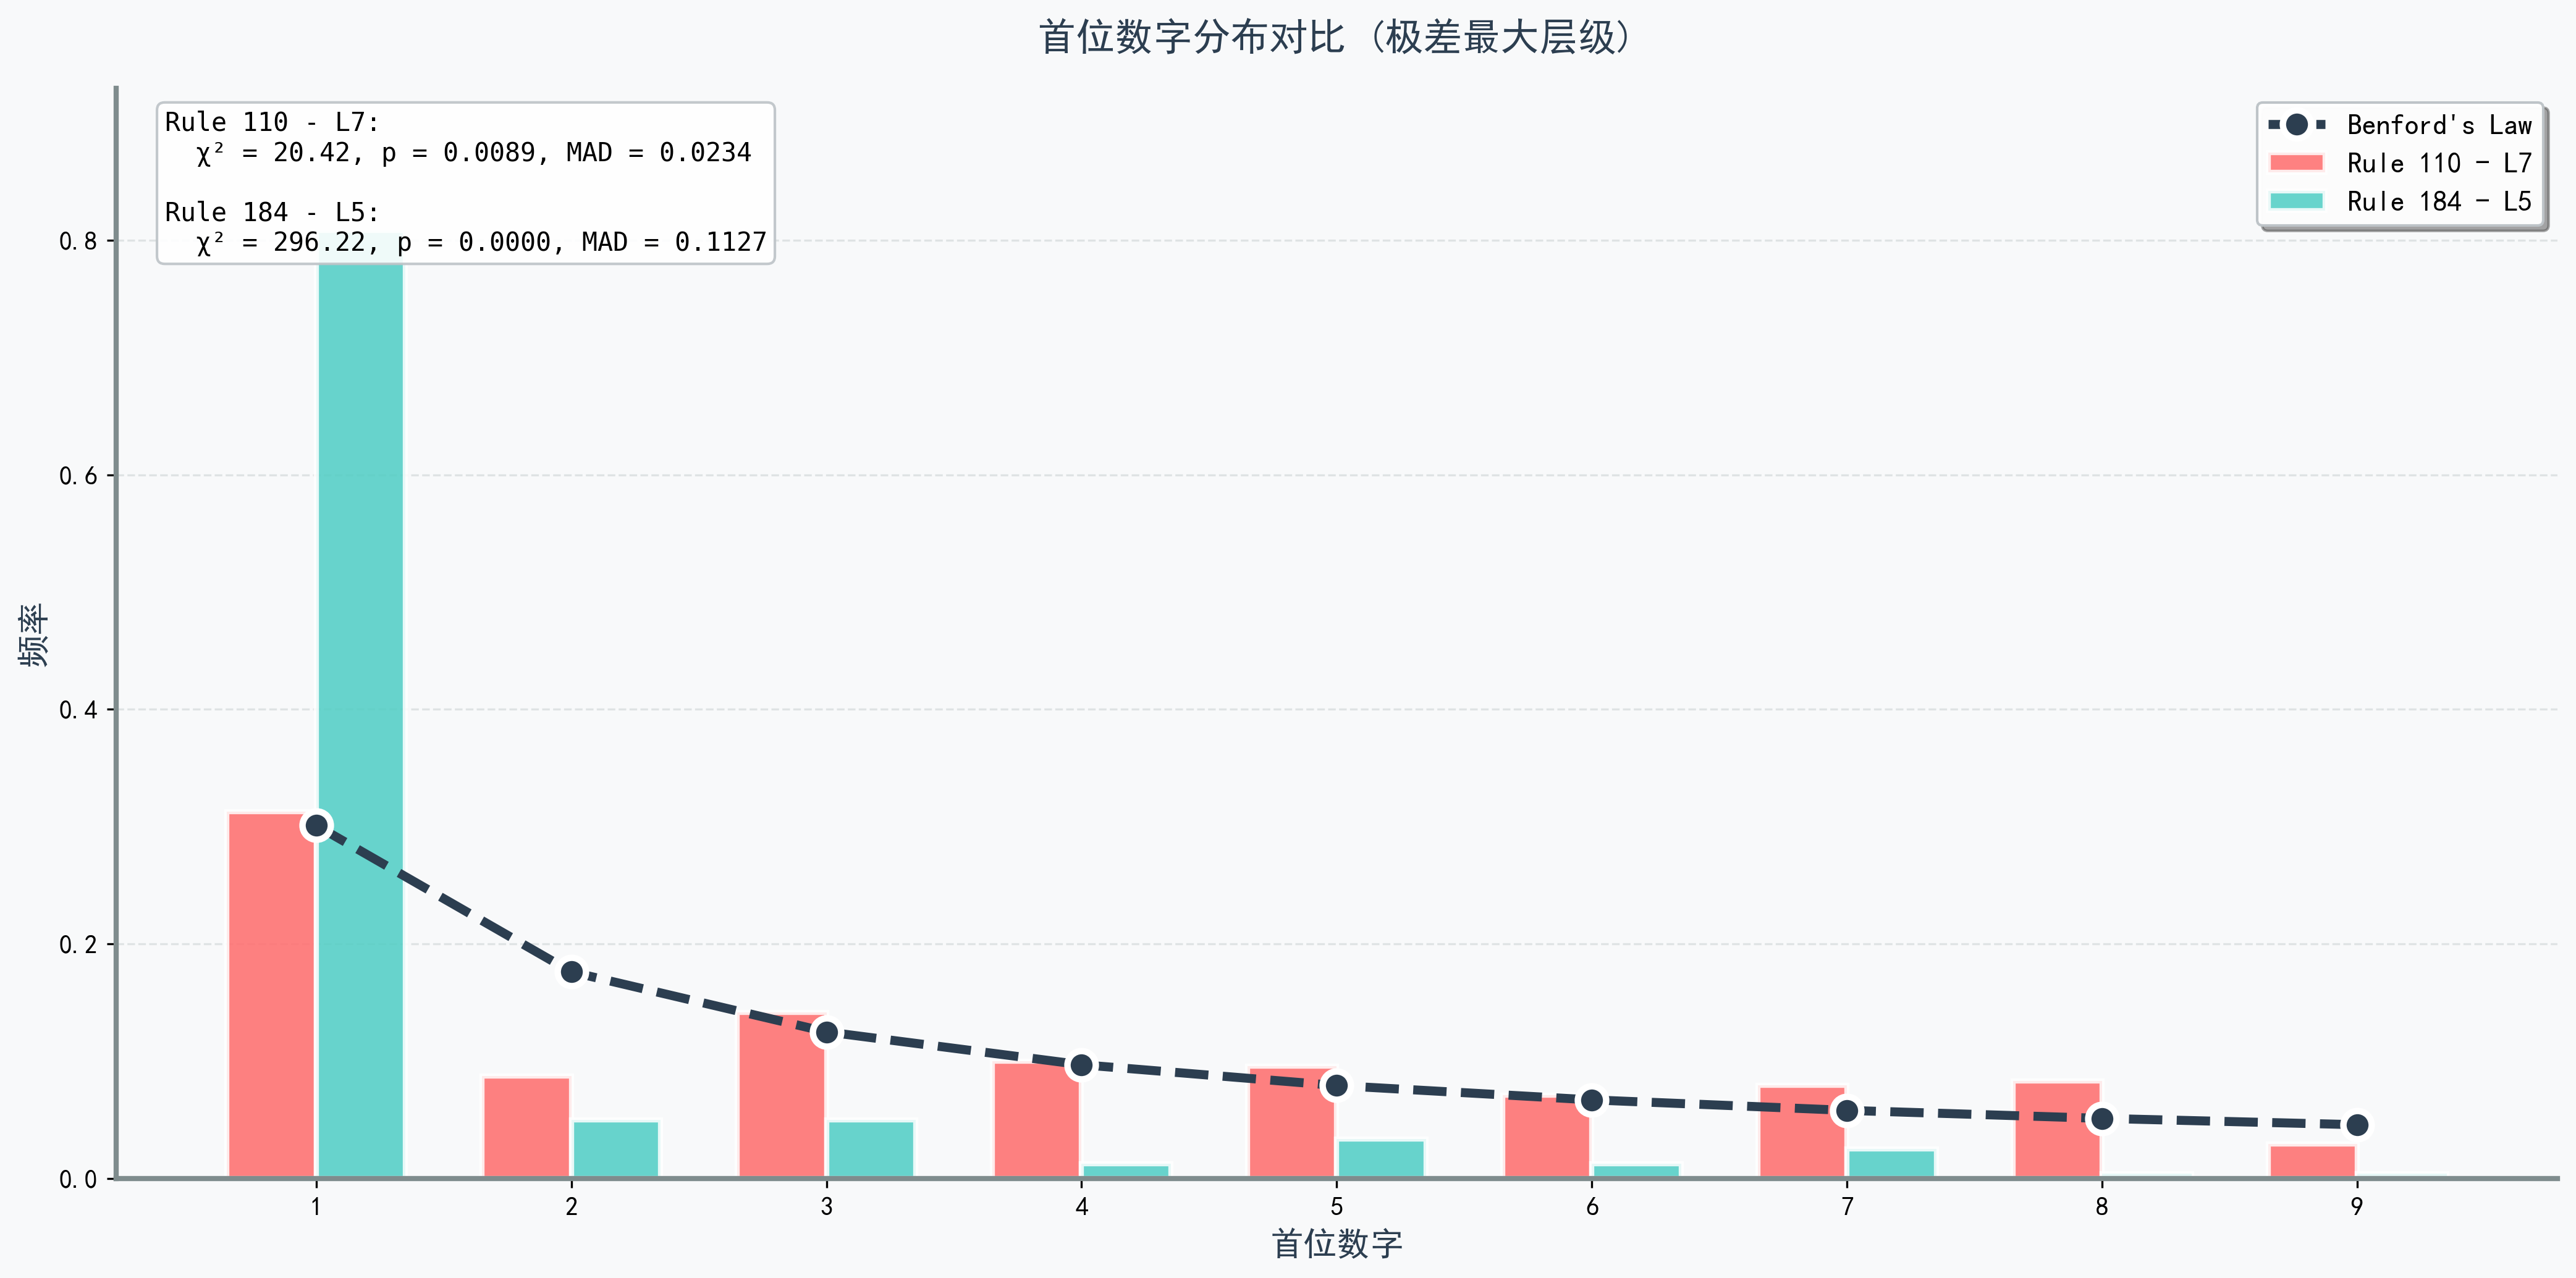 首位数字分布对比 (极差最大层级)
Rule 110 - L7:
χ² = 20.42, p = 0.0089, MAD = 0.0234
Rule 184 - L5:
χ² = 296.22, p = 0.0000, MAD = 0.1127
Benford's Law
Rule 110 - L7
Rule 184 - L5
频率
0.8
0.6
0.4
0.2
0.0
1 2 3 4 5 6 7 8 9
首位数字